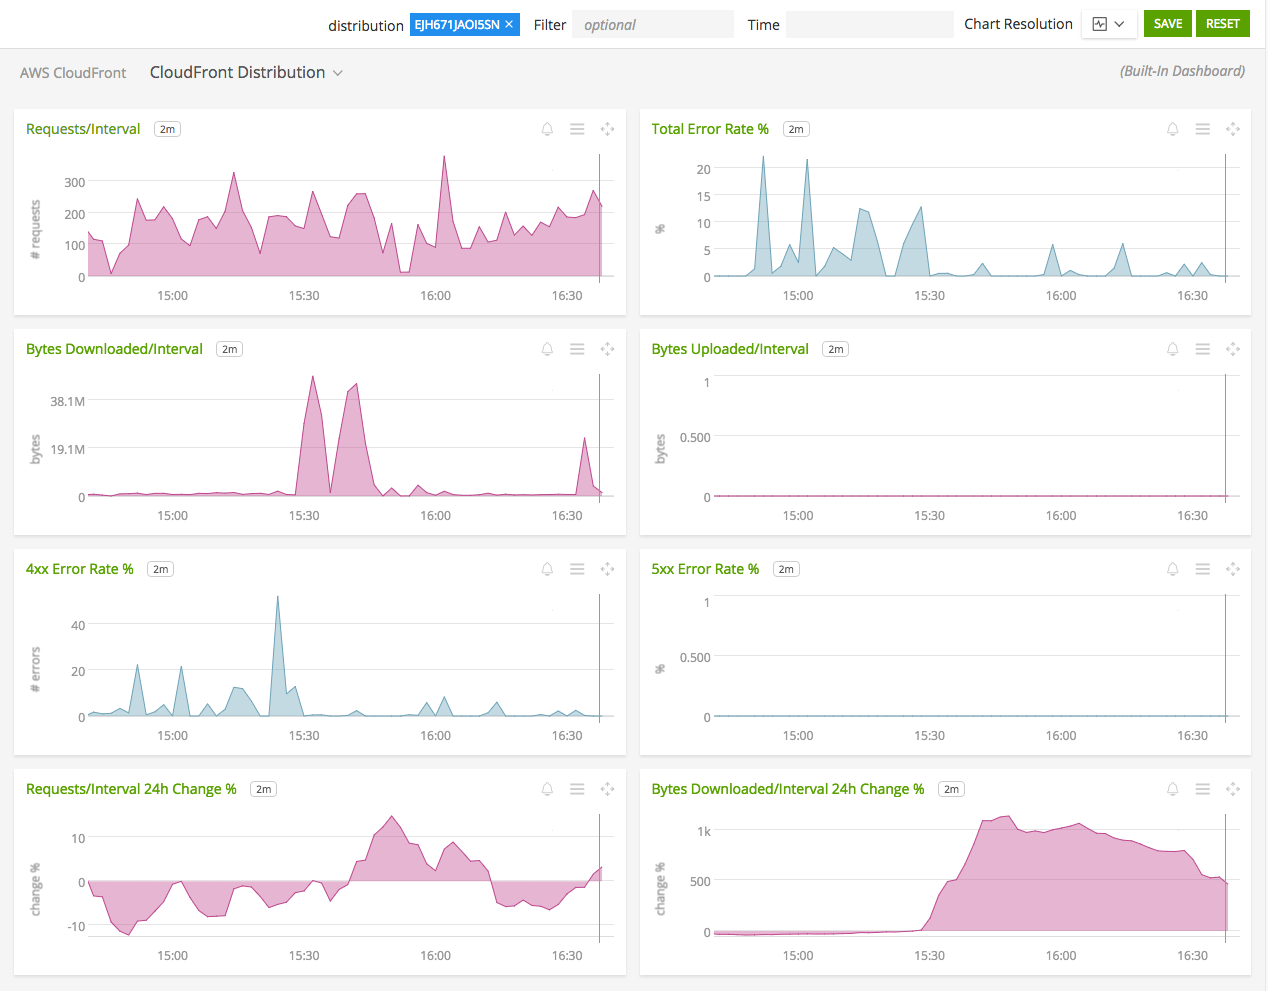 distribution EJH671JAOI5SN × Filter optional Time Chart Resolution SAVE RESET
AWS CloudFront CloudFront Distribution (Built-In Dashboard)
Requests/Interval 2m
# requests
300
200
100
0
15:00 15:30 16:00 16:30
Total Error Rate % 2m
%
20
15
10
5
0
15:00 15:30 16:00 16:30
Bytes Downloaded/Interval 2m
bytes
38.1M
19.1M
0
15:00 15:30 16:00 16:30
Bytes Uploaded/Interval 2m
bytes
1
0.500
0
15:00 15:30 16:00 16:30
4xx Error Rate % 2m
# errors
40
20
0
15:00 15:30 16:00 16:30
5xx Error Rate % 2m
%
1
0.500
0
15:00 15:30 16:00 16:30
Requests/Interval 24h Change % 2m
change %
10
0
-10
15:00 15:30 16:00 16:30
Bytes Downloaded/Interval 24h Change % 2m
change %
1k
500
0
15:00 15:30 16:00 16:30